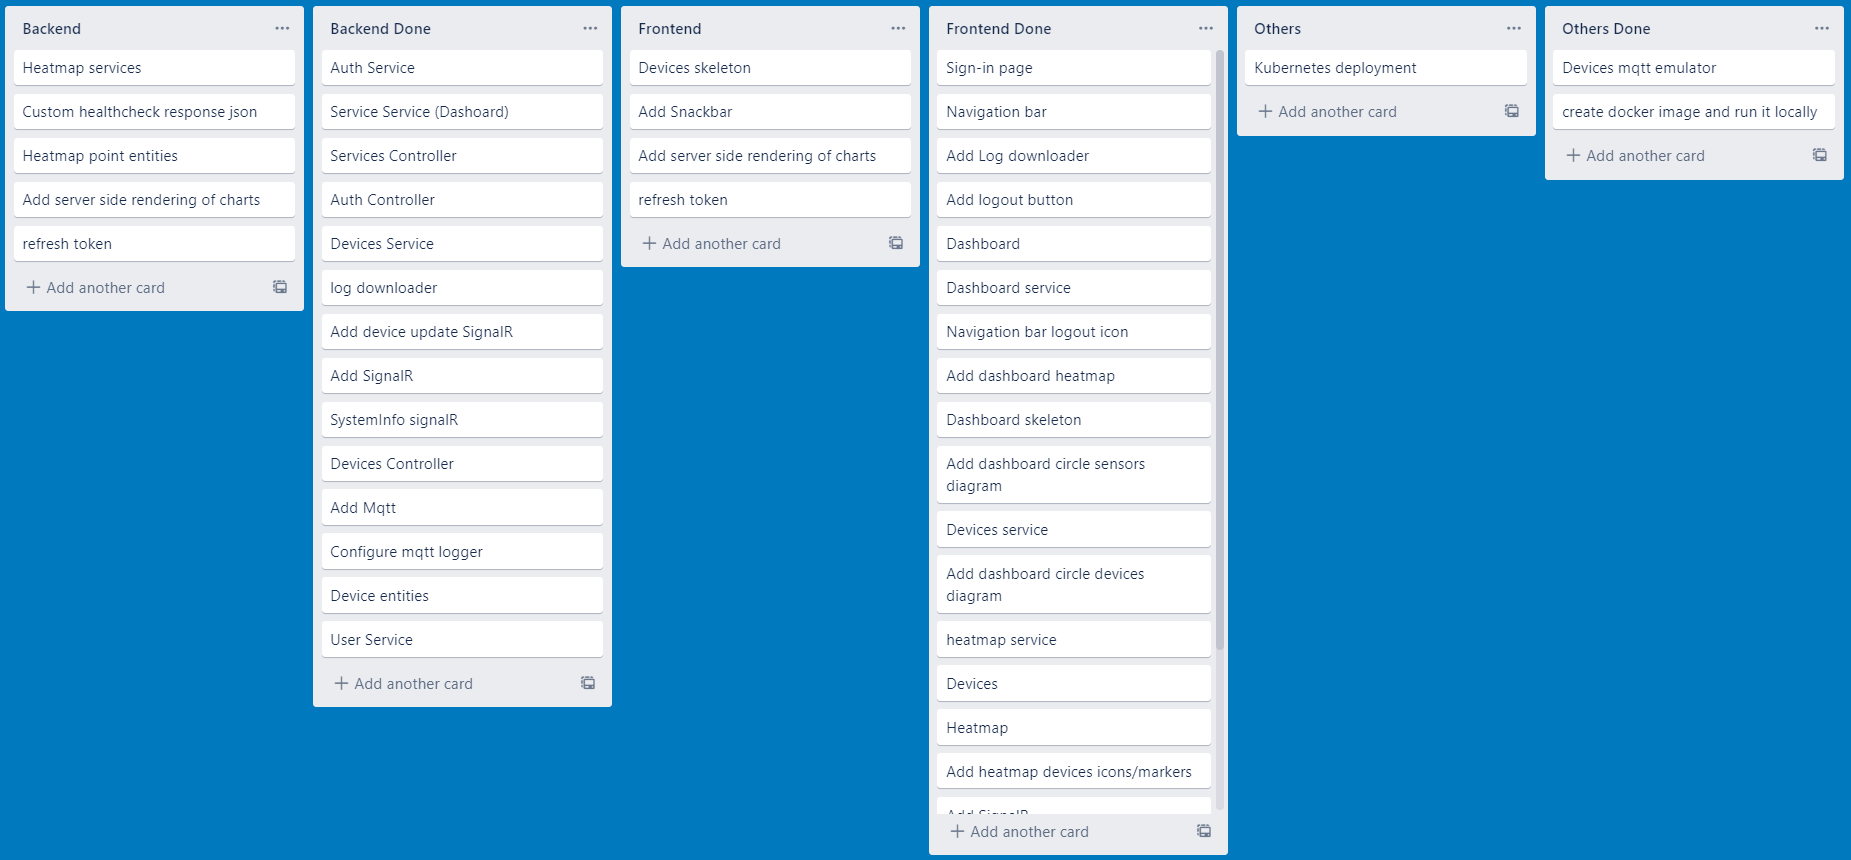 Backend
Heatmap services
Custom healthcheck response json
Heatmap point entities
Add server side rendering of charts
refresh token
Add another card
Backend Done
Auth Service
Service Service (Dashoard)
Services Controller
Auth Controller
Devices Service
log downloader
Add device update SignalR
Add SignalR
SystemInfo signalR
Devices Controller
Add Mqtt
Configure mqtt logger
Device entities
User Service
Add another card
Frontend
Devices skeleton
Add Snackbar
Add server side rendering of charts
refresh token
Add another card
Frontend Done
Sign-in page
Navigation bar
Add Log downloader
Add logout button
Dashboard
Dashboard service
Navigation bar logout icon
Add dashboard heatmap
Dashboard skeleton
Add dashboard circle sensors
diagram
Devices service
Add dashboard circle devices
diagram
heatmap service
Devices
Heatmap
Add heatmap devices icons/markers
Add SignalR
Add another card
Others
Kubernetes deployment
Add another card
Others Done
Devices mqtt emulator
create docker image and run it locally
Add another card